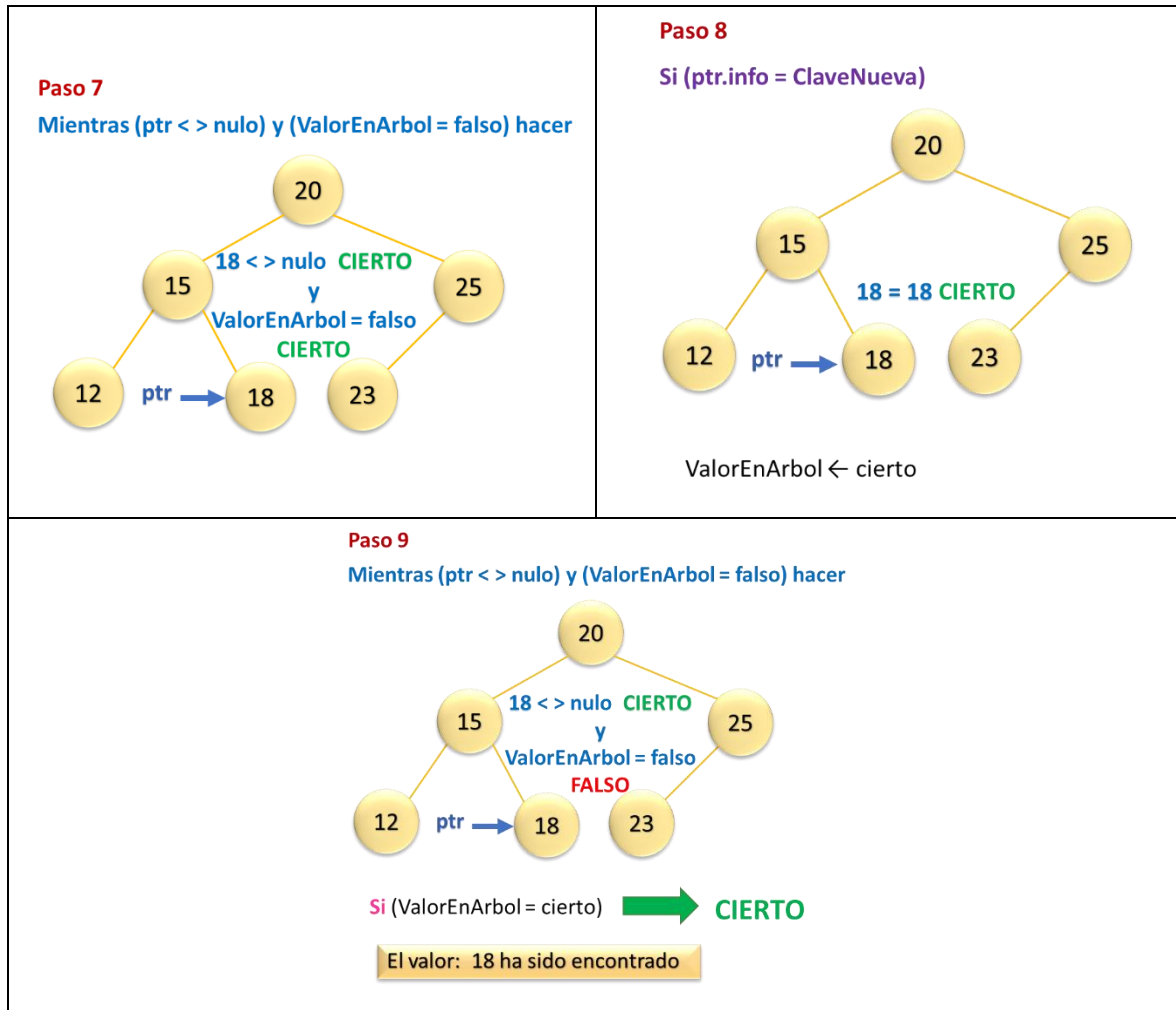 Paso 7
Mientras (ptr < > nulo) y (ValorEnArbol = falso) hacer
20
18 < > nulo CIERTO
15
25
y
ValorEnArbol = falso
CIERTO
12
ptr
18
23
Paso 8
Si (ptr.info = ClaveNueva)
20
15
25
18 = 18 CIERTO
12
ptr
18
23
ValorEnArbol ← cierto
Paso 9
Mientras (ptr < > nulo) y (ValorEnArbol = falso) hacer
20
18 < > nulo CIERTO
15
25
y
ValorEnArbol = falso
FALSO
12
ptr
18
23
Si (ValorEnArbol = cierto)
CIERTO
El valor: 18 ha sido encontrado